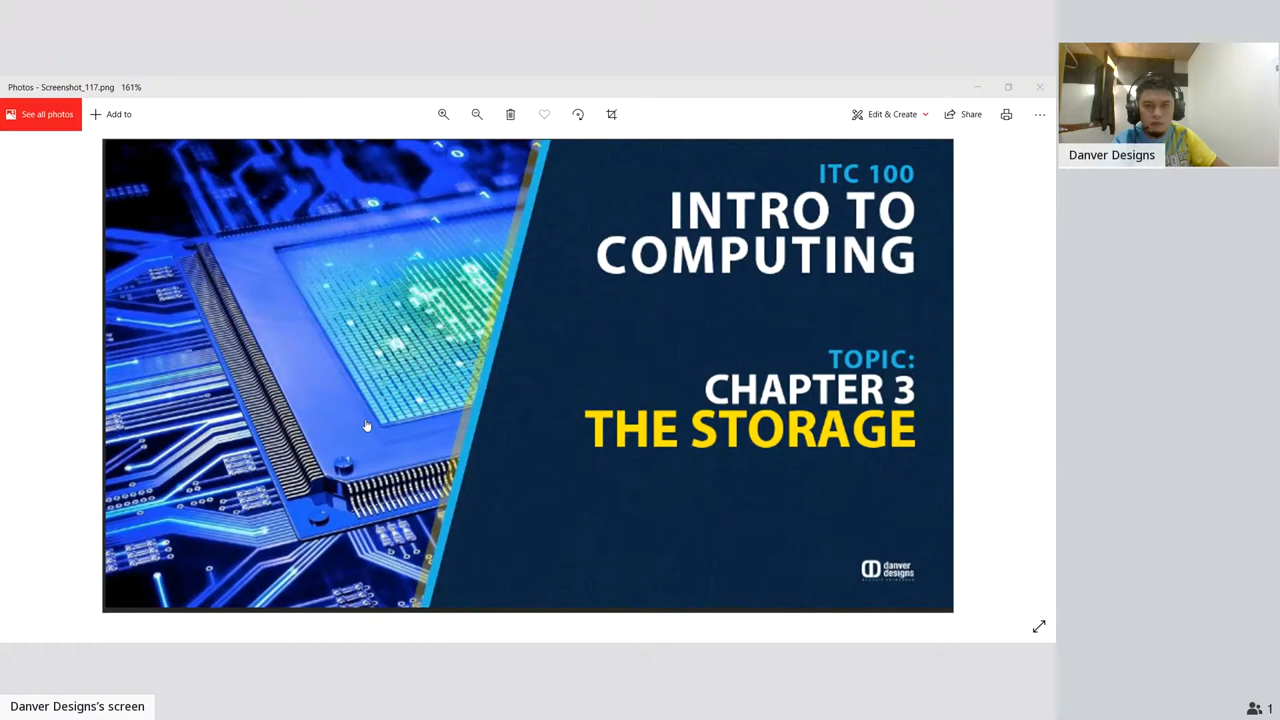 Photos - Screenshot_117.png 161%
See all photos
Add to
Edit & Create
Share
ITC 100
INTRO TO
COMPUTING
TOPIC:
CHAPTER 3
THE STORAGE
danver
designs
Danver Designs
Danver Designs's screen
1